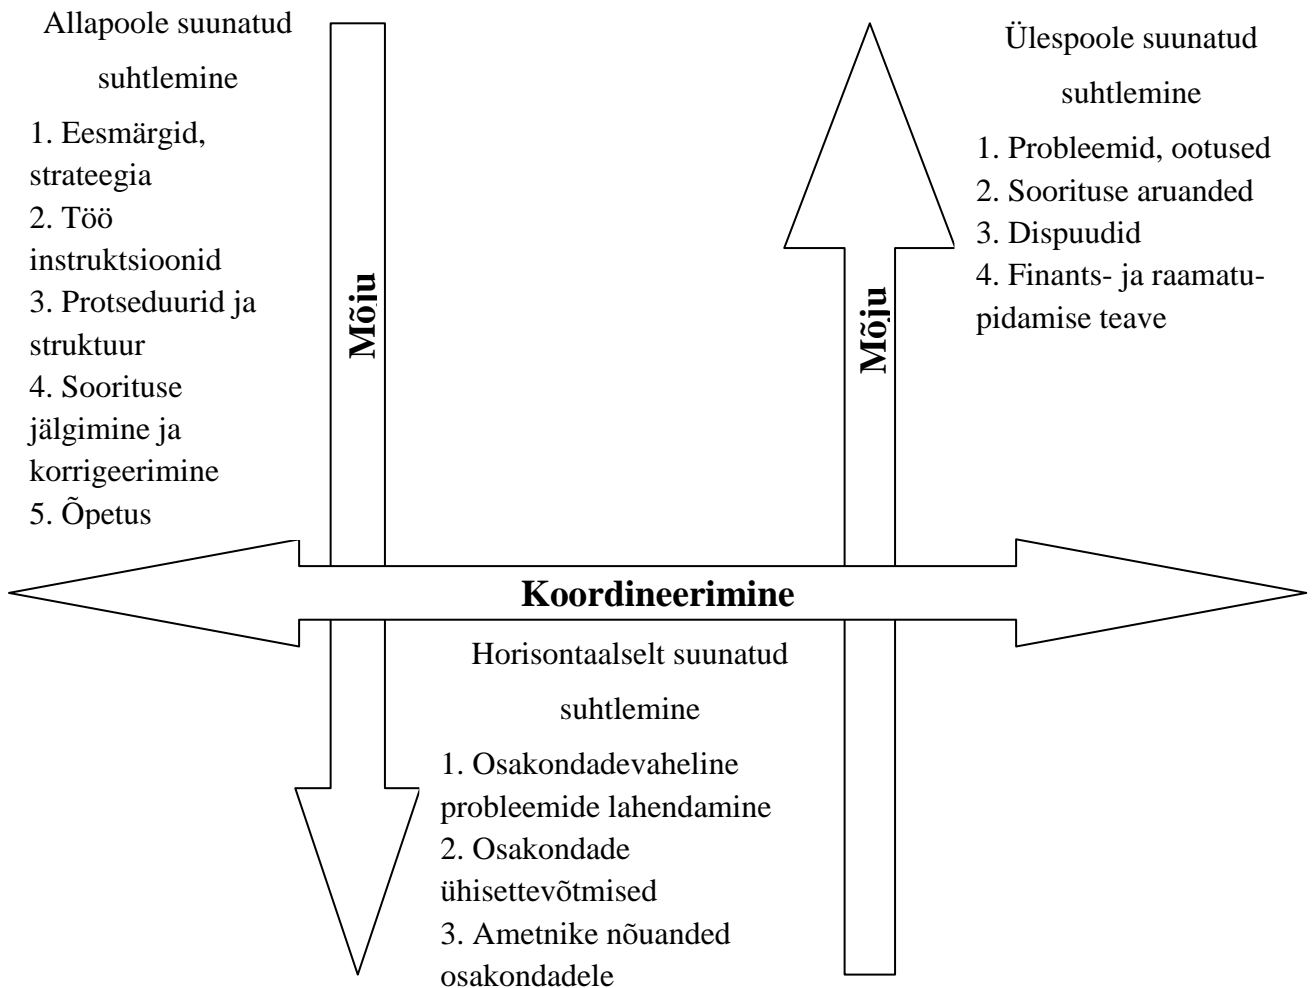 Allapoole suunatud
suhtlemine
1. Eesmärgid,
strateegia
2. Töö
instruktsioonid
3. Protseduurid ja
struktuur
4. Soorituse
jälgimine ja
korrigeerimine
5. Õpetus
Mõju
Mõju
Ülespoole suunatud
suhtlemine
1. Probleemid, ootused
2. Soorituse aruanded
3. Dispuudid
4. Finants- ja raamatu-
pidamise teave
Koordineerimine
Horisontaalselt suunatud
suhtlemine
1. Osakondadevaheline
probleemide lahendamine
2. Osakondade
ühisettevõtmised
3. Ametnike nõuanded
osakondadele